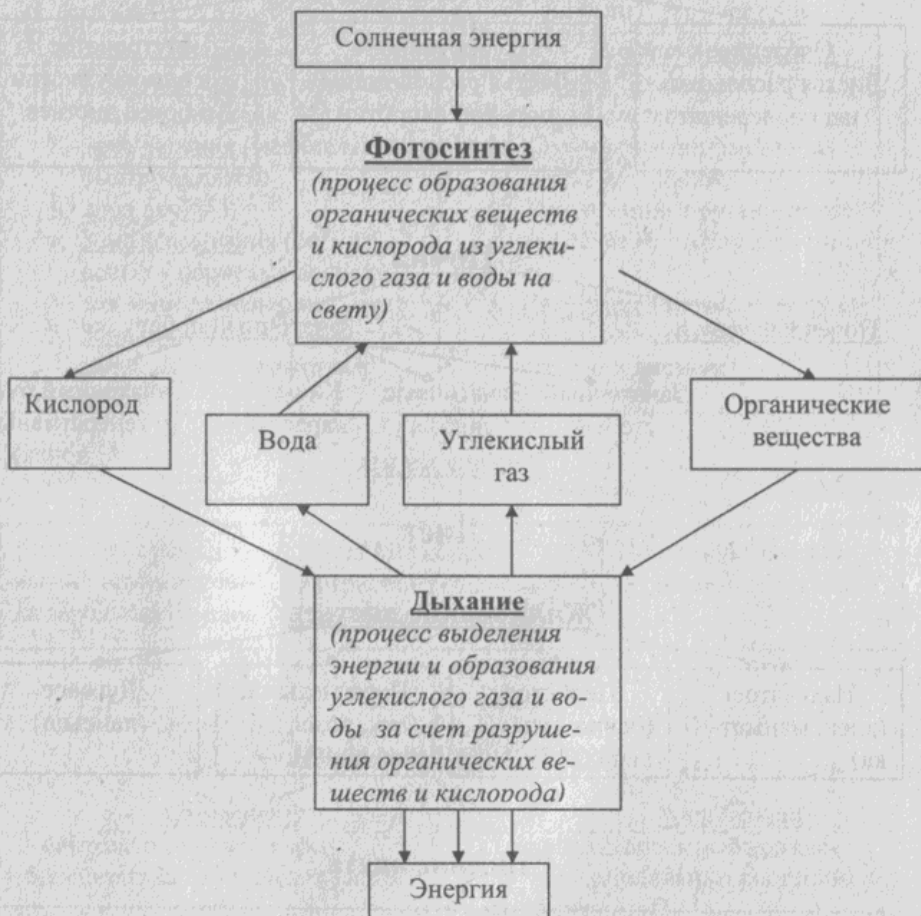 Солнечная энергия
Фотосинтез
(процесс образования
органических веществ
и кислорода из углеки-
слого газа и воды на
свету)
Кислород
Вода
Углекислый
газ
Органические
вещества
Дыхание
(процесс выделения
энергии и образования
углекислого газа и во-
ды за счет разруше-
ния органических ве-
ществ и кислорода)
Энергия